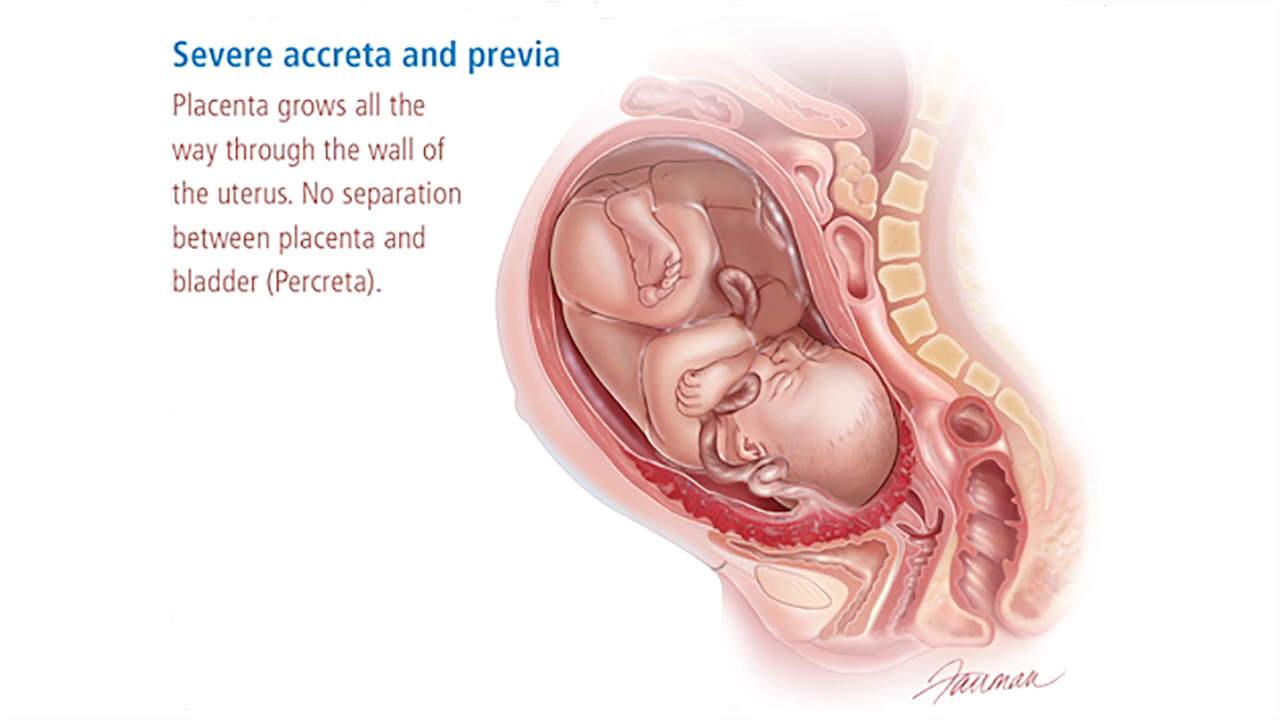 Severe accreta and previa
Placenta grows all the
way through the wall of
the uterus. No separation
between placenta and
bladder (Percreta).